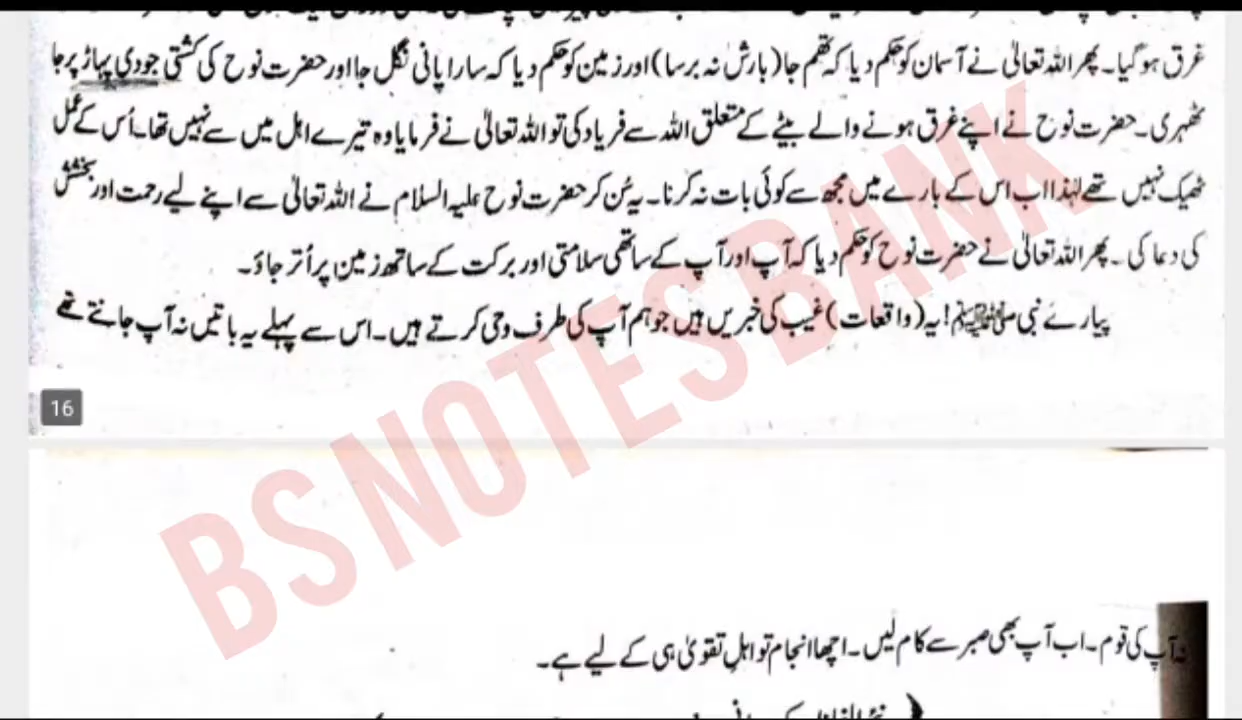 غرق ہو گیا۔ پھر اللہ تعالیٰ نے آسمان کو حکم دیا کہ تھم جا (بارش نہ برسا) اور زمین کو حکم دیا کہ سارا پانی نگل جا اور حضرت نوح کی کشتی جودی پہاڑ پر جا
ٹھہری۔ حضرت نوح نے اپنے غرق ہونے والے بیٹے کے متعلق اللہ سے فریاد کی تو اللہ تعالیٰ نے فرمایا وہ تیرے اہل میں سے نہیں تھا۔ اُس کے عمل
ٹھیک نہیں تھے لہٰذا اب اس کے بارے میں مجھ سے کوئی بات نہ کرنا۔ یہ سُن کر حضرت نوح علیہ السلام نے اللہ تعالیٰ سے اپنے لیے رحمت اور بخشش
کی دعا کی۔ پھر اللہ تعالیٰ نے حضرت نوح کو حکم دیا کہ آپ اور آپ کے ساتھی سلامتی اور برکت کے ساتھ زمین پر اُتر جاؤ۔
پیارے نبی ﷺ! یہ (واقعات) غیب کی خبریں ہیں جو ہم آپ کی طرف وحی کرتے ہیں۔ اس سے پہلے یہ باتیں نہ آپ جانتے تھے
16
BS NOTES BANK
نہ آپ کی قوم۔ اب آپ بھی صبر سے کام لیں۔ اچھا انجام تو اہلِ تقویٰ ہی کے لیے ہے۔